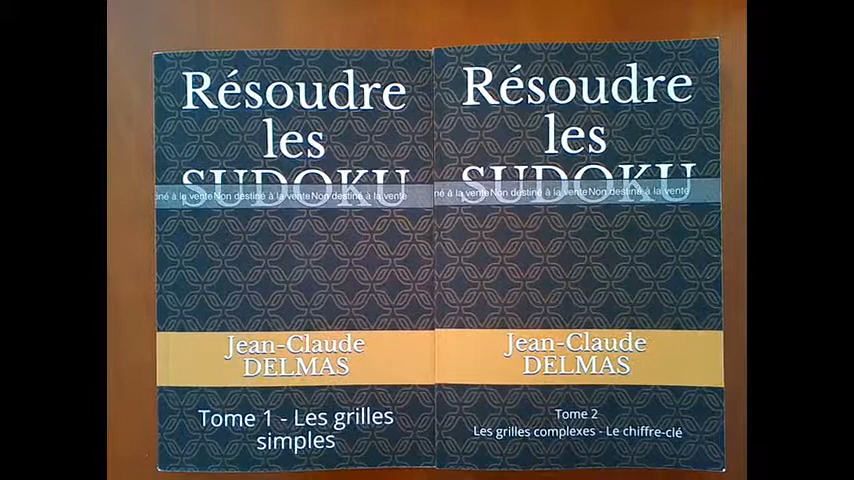 Résoudre
les
SUDOKU
né à la vente Non destiné à la vente Non destiné à la vente
Jean-Claude
DELMAS
Tome 1 - Les grilles
simples
Résoudre
les
SUDOKU
né à la vente Non destiné à la vente Non destiné à la vente
Jean-Claude
DELMAS
Tome 2
Les grilles complexes - Le chiffre-clé